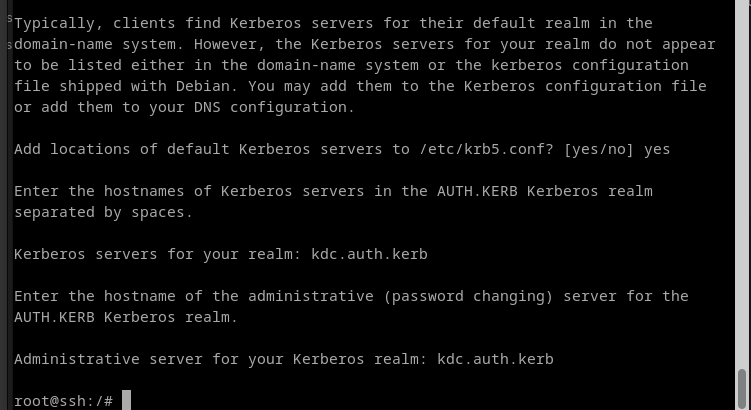 Typically, clients find Kerberos servers for their default realm in the
domain-name system. However, the Kerberos servers for your realm do not appear
to be listed either in the domain-name system or the kerberos configuration
file shipped with Debian. You may add them to the Kerberos configuration file
or add them to your DNS configuration.
Add locations of default Kerberos servers to /etc/krb5.conf? [yes/no] yes
Enter the hostnames of Kerberos servers in the AUTH.KERB Kerberos realm
separated by spaces.
Kerberos servers for your realm: kdc.auth.kerb
Enter the hostname of the administrative (password changing) server for the
AUTH.KERB Kerberos realm.
Administrative server for your Kerberos realm: kdc.auth.kerb
root@ssh:/#